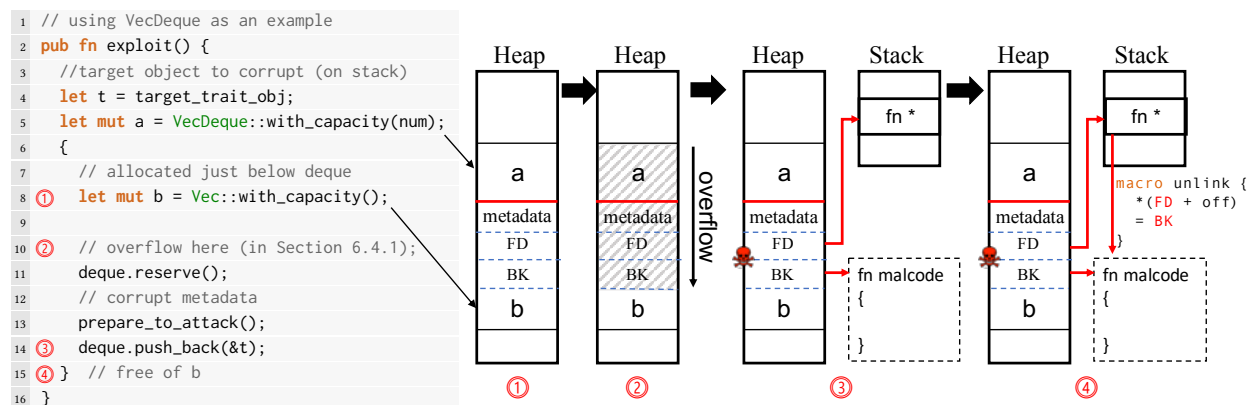 1 // using VecDeque as an example
2 pub fn exploit() {
3 //target object to corrupt (on stack)
4 let t = target_trait_obj;
5 let mut a = VecDeque::with_capacity(num);
6 {
7 // allocated just below deque
8 ① let mut b = Vec::with_capacity();
9
10 ② // overflow here (in Section 6.4.1);
11 deque.reserve();
12 // corrupt metadata
13 prepare_to_attack();
14 ③ deque.push_back(&t);
15 ④ } // free of b
16 }
Heap
a
metadata
FD
BK
b
①
Heap
a
metadata
FD
BK
b
overflow
②
Heap
a
metadata
FD
BK
b
Stack
fn *
fn malcode
{
}
③
Heap
a
metadata
FD
BK
b
Stack
fn *
macro unlink {
*(FD + off)
= BK
}
fn malcode
{
}
④